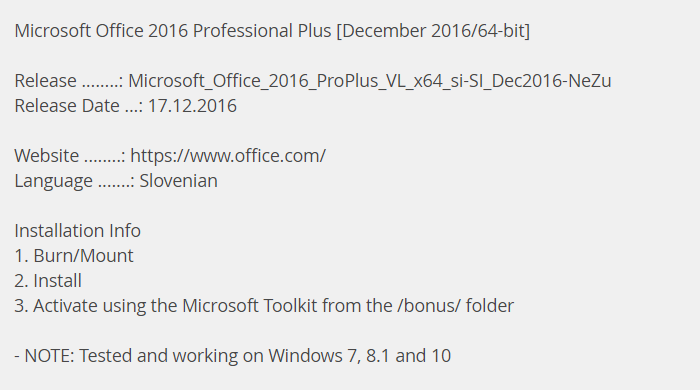 Microsoft Office 2016 Professional Plus [December 2016/64-bit]
Release ........: Microsoft_Office_2016_ProPlus_VL_x64_si-SI_Dec2016-NeZu
Release Date ...: 17.12.2016
Website ........: https://www.office.com/
Language .......: Slovenian
Installation Info
1. Burn/Mount
2. Install
3. Activate using the Microsoft Toolkit from the /bonus/ folder
- NOTE: Tested and working on Windows 7, 8.1 and 10